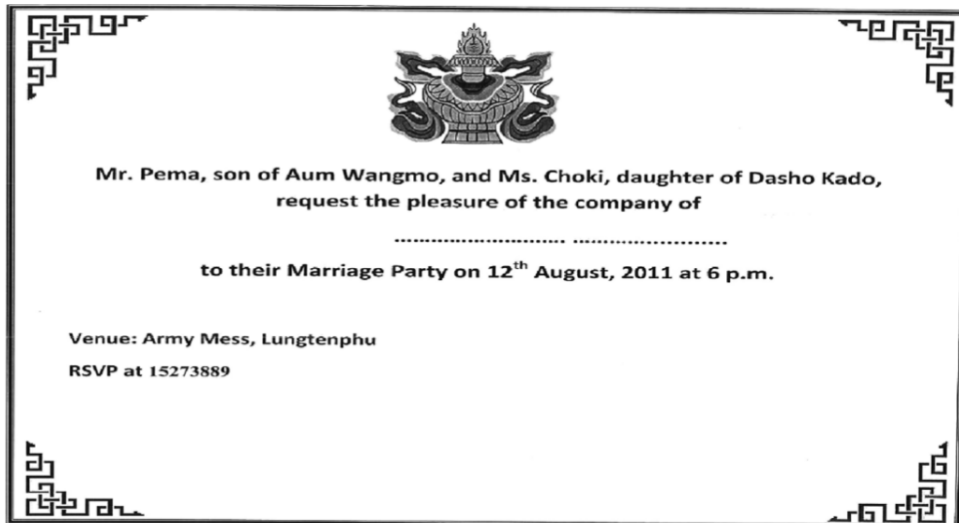 Mr. Pema, son of Aum Wangmo, and Ms. Choki, daughter of Dasho Kado,
request the pleasure of the company of
................................ .............................
to their Marriage Party on 12th August, 2011 at 6 p.m.
Venue: Army Mess, Lungtenphu
RSVP at 15273889